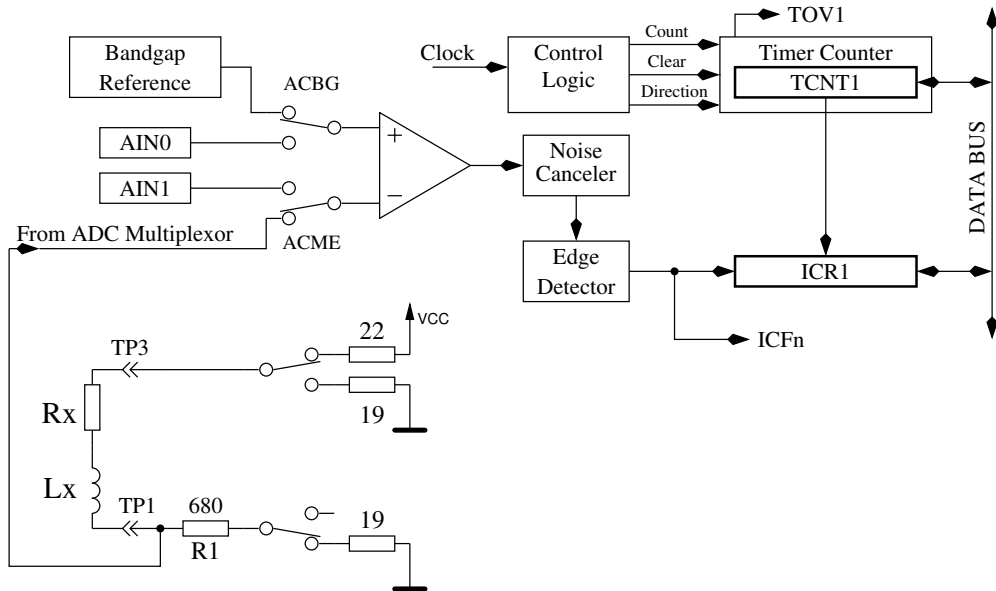 TOV1
Bandgap
Reference
ACBG
Clock
Control
Logic
Count
Clear
Direction
Timer Counter
TCNT1
DATA BUS
AIN0
AIN1
+
−
Noise
Canceler
From ADC Multiplexor
ACME
Edge
Detector
ICR1
ICFn
VCC
22
TP3
19
Rx
Lx
TP1
680
R1
19